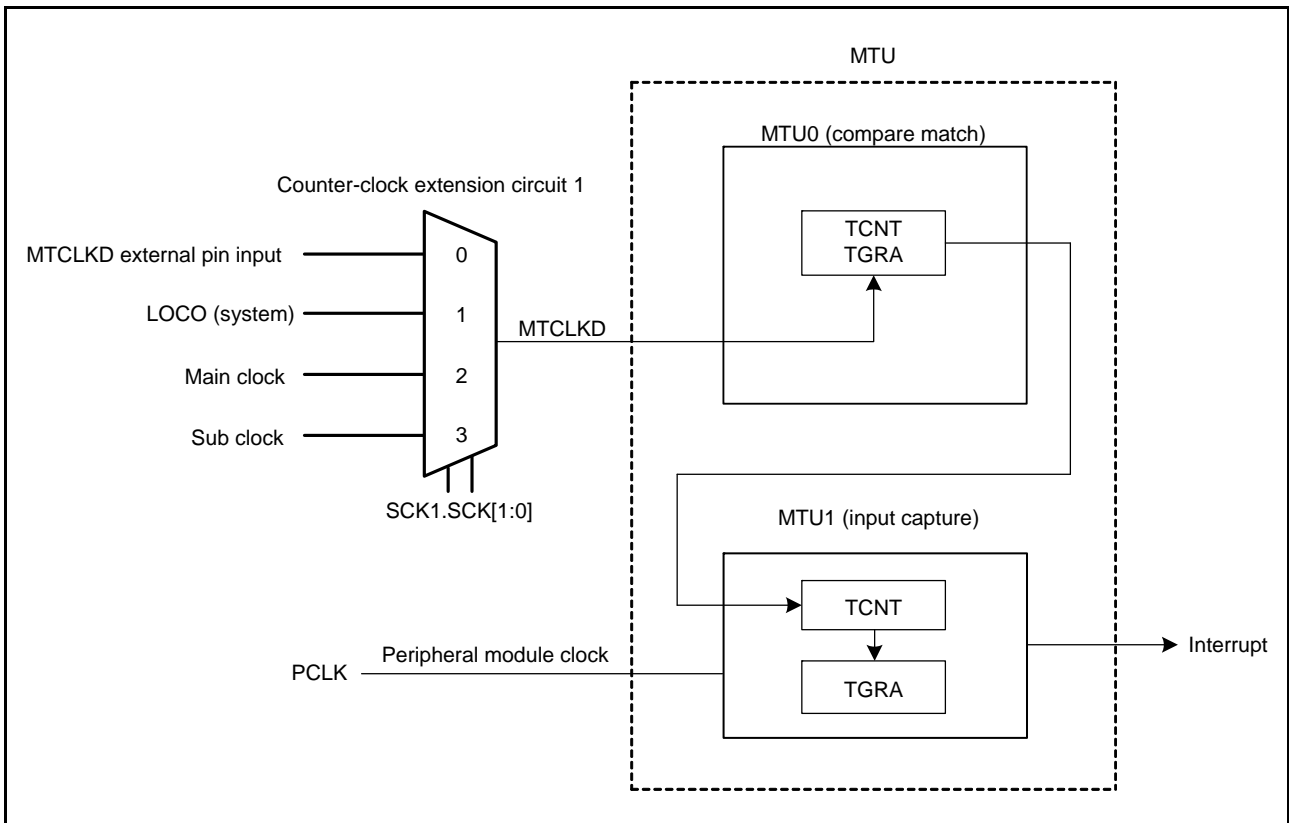 MTU
MTU0 (compare match)
Counter-clock extension circuit 1
TCNT
TGRA
MTCLKD external pin input
0
LOCO (system)
1
MTCLKD
Main clock
2
Sub clock
3
SCK1.SCK[1:0]
MTU1 (input capture)
TCNT
Peripheral module clock
Interrupt
PCLK
TGRA